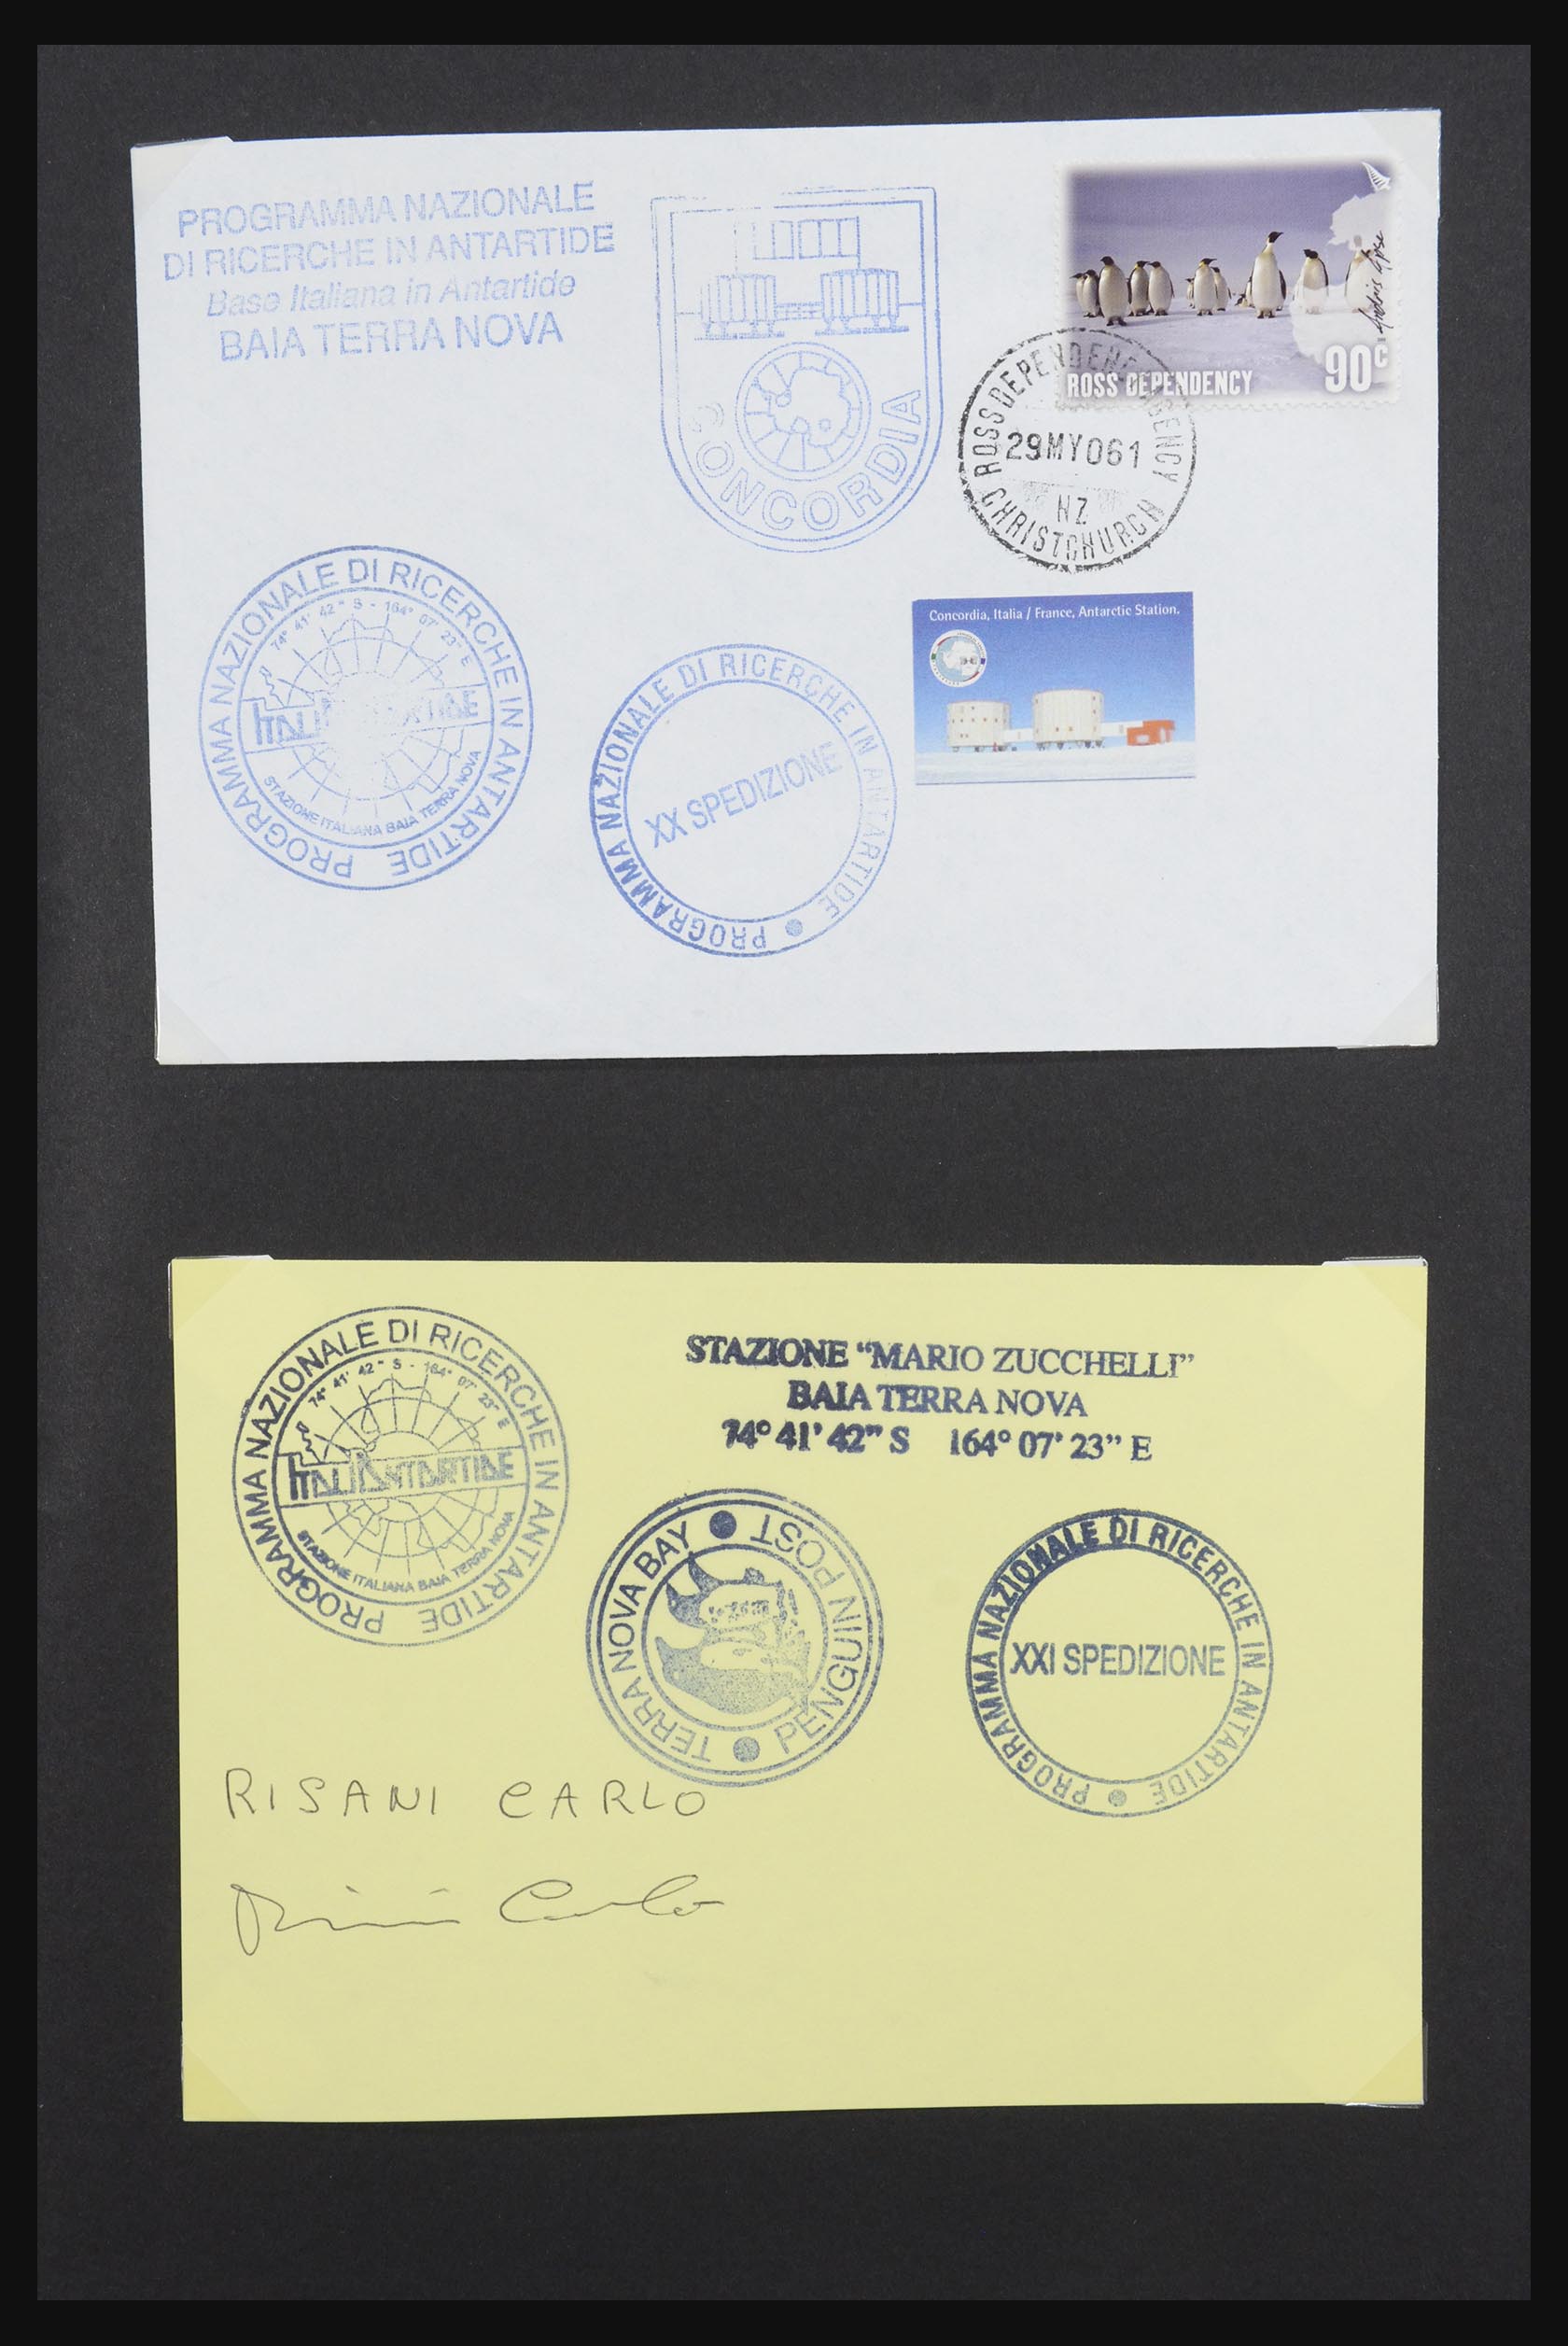 PROGRAMMA NAZIONALE
DI RICERCHE IN ANTARTIDE
Base Italiana in Antartide
BAIA TERRA NOVA
CONCORDIA
ROSS DEPENDENCY
90c
ROSS DEPENDENCY AGENCY
29MY061
NZ
CHRISTCHURCH
PROGRAMMA NAZIONALE DI RICERCHE IN ANTARTIDE
74° 41' 42" S - 164° 07' 23" E
STAZIONE ITALIANA BAIA TERRA NOVA
PROGRAMMA NAZIONALE DI RICERCHE IN ANTARTIDE
XX SPEDIZIONE
Concordia, Italia / France, Antarctic Station.
PROGRAMMA NAZIONALE DI RICERCHE IN ANTARTIDE
74° 41' 42" S - 164° 07' 23" E
ITALIANTARTIDE
STAZIONE ITALIANA BAIA TERRA NOVA
STAZIONE “MARIO ZUCCHELLI”
BAIA TERRA NOVA
74° 41’ 42” S 164° 07’ 23” E
TERRA NOVA BAY
PENGUIN POST
PROGRAMMA NAZIONALE DI RICERCHE IN ANTARTIDE
XXI SPEDIZIONE
RISANI CARLO